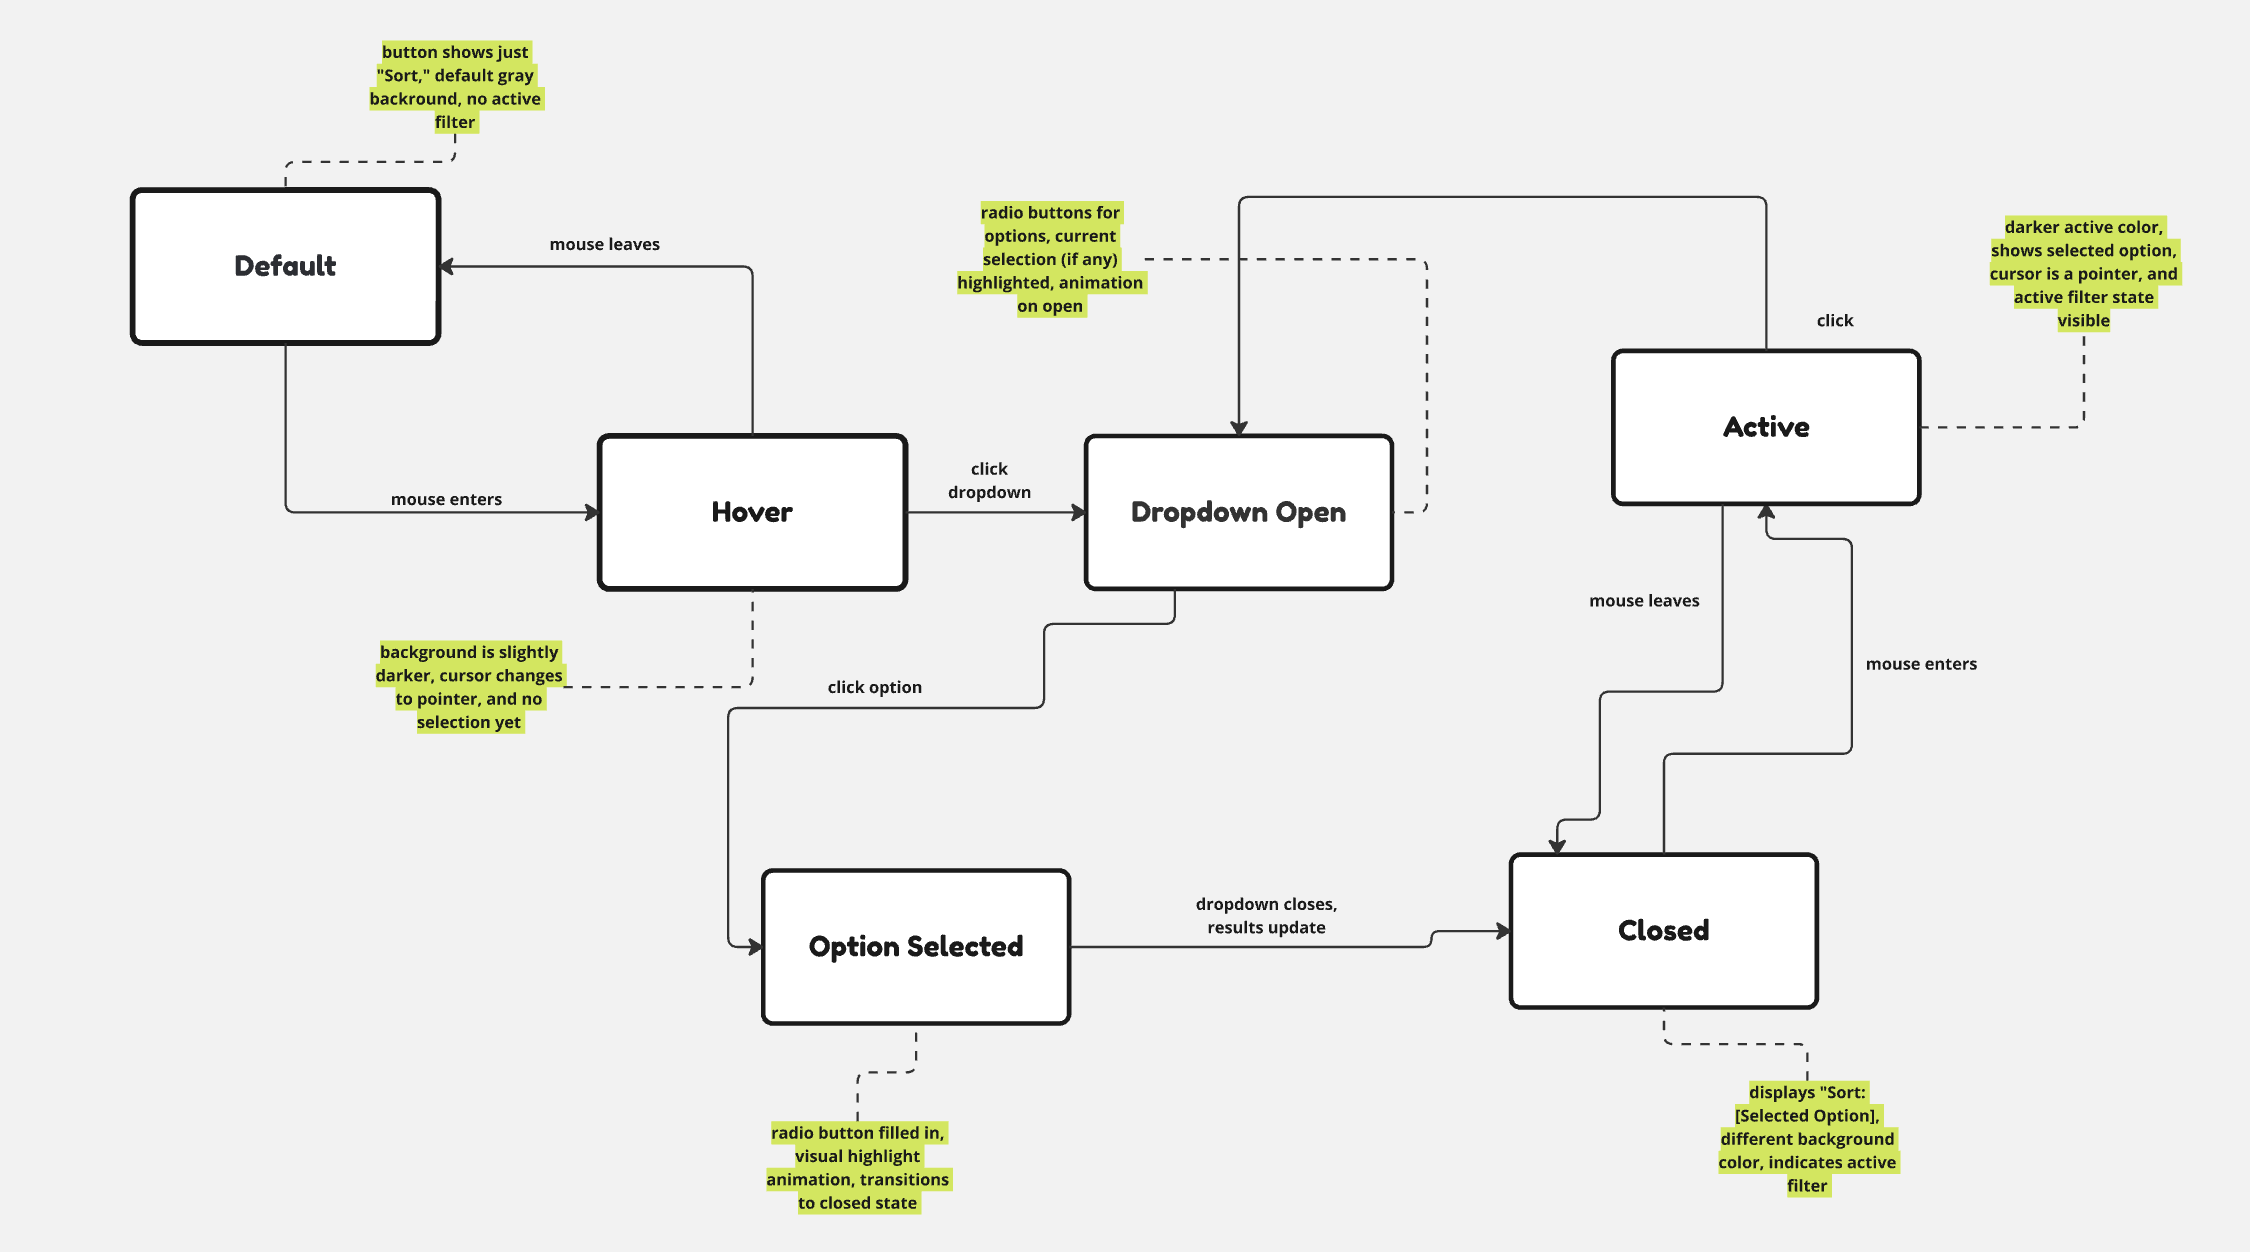 button shows just
"Sort," default gray
backround, no active
filter
Default
mouse leaves
mouse enters
Hover
background is slightly
darker, cursor changes
to pointer, and no
selection yet
click
dropdown
radio buttons for
options, current
selection (if any)
highlighted, animation
on open
Dropdown Open
click option
Option Selected
radio button filled in,
visual highlight
animation, transitions
to closed state
dropdown closes,
results update
Closed
displays "Sort:
[Selected Option],
different background
color, indicates active
filter
mouse leaves
mouse enters
Active
click
darker active color,
shows selected option,
cursor is a pointer, and
active filter state
visible